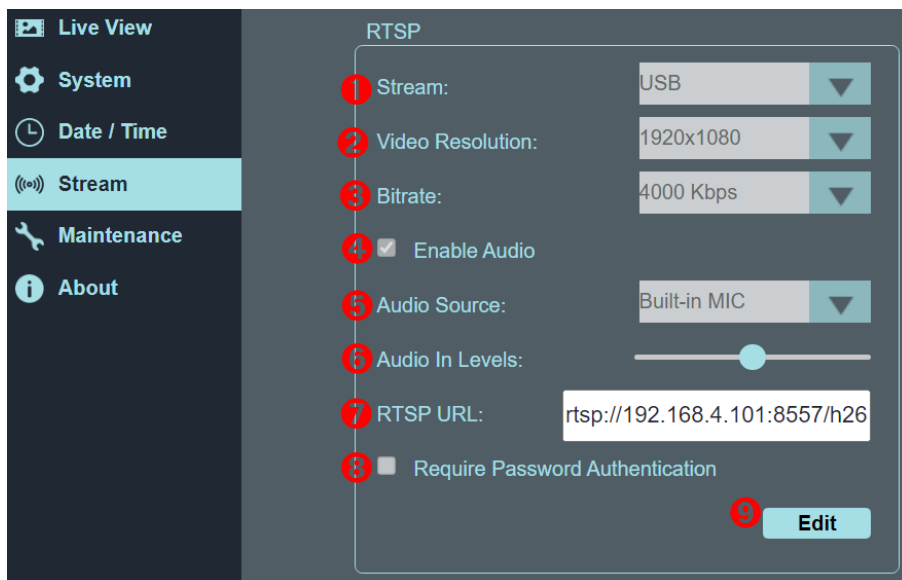 Live View
System
Date / Time
Stream
Maintenance
About
RTSP
1 Stream: USB
2 Video Resolution: 1920x1080
3 Bitrate: 4000 Kbps
4 Enable Audio
5 Audio Source: Built-in MIC
6 Audio In Levels:
7 RTSP URL: rtsp://192.168.4.101:8557/h26
8 Require Password Authentication
9 Edit